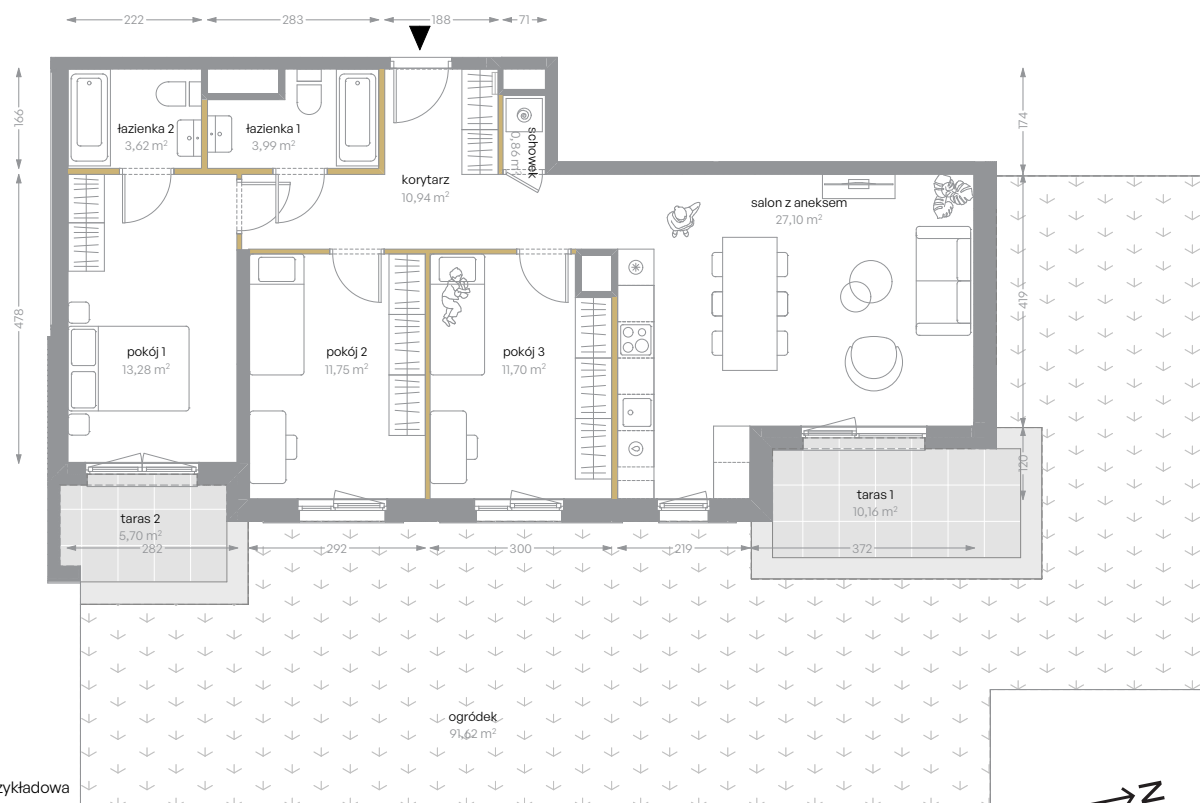 222
283
188
71
166
174
łazienka 2
3,62 m²
łazienka 1
3,99 m²
schowek
0,86 m²
korytarz
10,94 m²
salon z aneksem
27,10 m²
478
419
pokój 1
13,28 m²
pokój 2
11,75 m²
pokój 3
11,70 m²
120
taras 2
5,70 m²
taras 1
10,16 m²
282
292
300
219
372
ogródek
91,62 m²
zykładowa
N